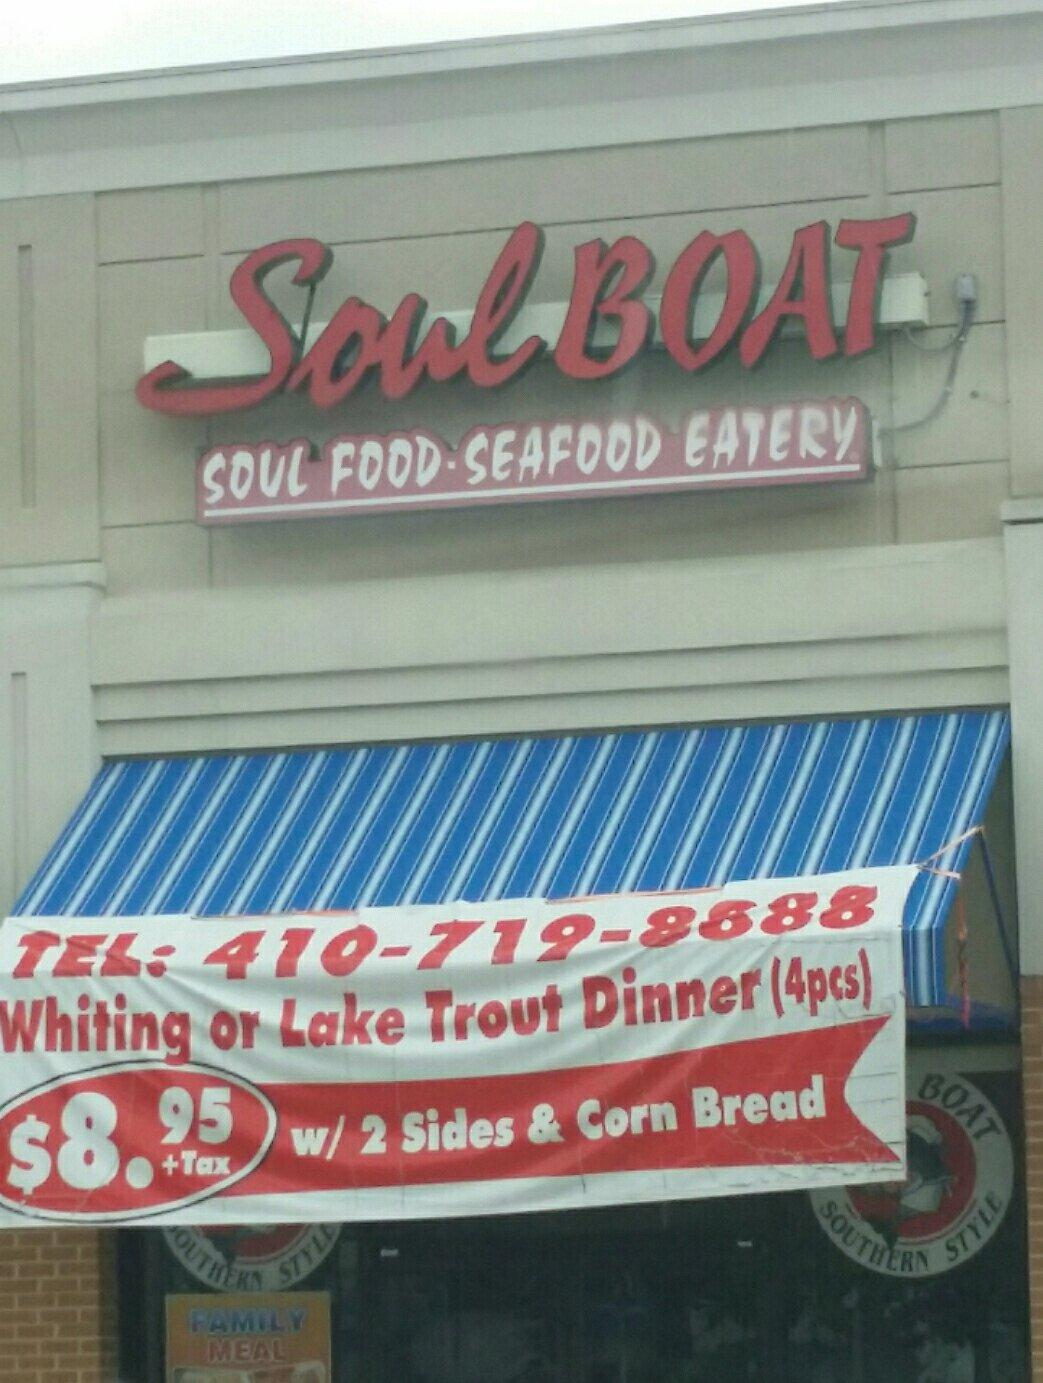 Soul BOAT
SOUL FOOD-SEAFOOD EATERY
TEL: 410-719-8688
Whiting or Lake Trout Dinner (4pcs)
$8.95
+Tax
w/ 2 Sides & Corn Bread
BOAT
SOUTHERN STYLE
SOUTHERN STYLE
FAMILY
MEAL